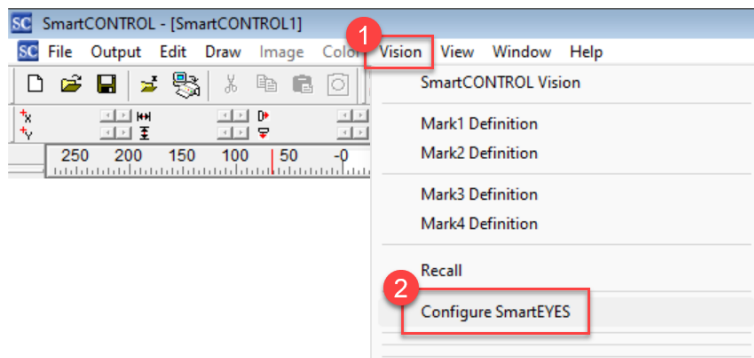 SC SmartCONTROL - [SmartCONTROL1]
1
SC File Output Edit Draw Image Color Vision View Window Help
SmartCONTROL Vision
X
Y
Mark1 Definition
250 200 150 100 50 -0
Mark2 Definition
Mark3 Definition
Mark4 Definition
Recall
2
Configure SmartEYES